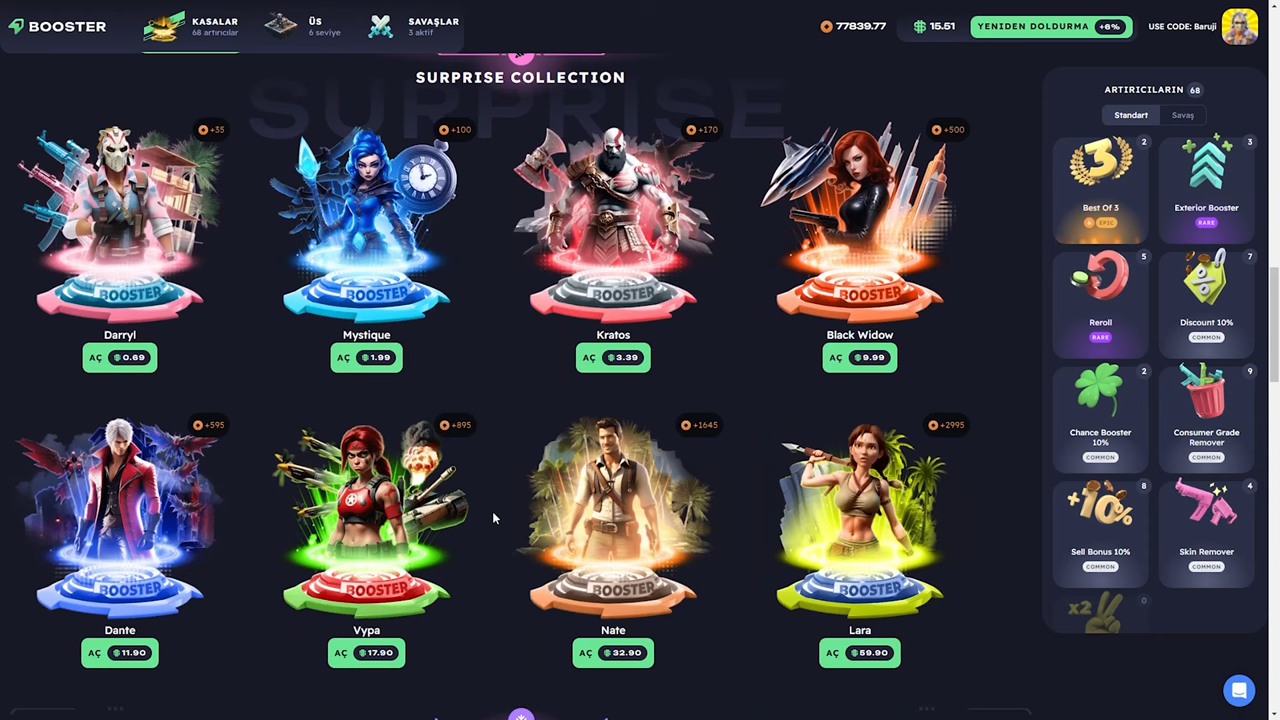 BOOSTER
KASALAR
68 artırıcılar
ÜS
6 seviye
SAVAŞLAR
3 aktif
77839.77
15.51
YENİDEN DOLDURMA +6%
USE CODE: Baruji
SURPRISE COLLECTION
SURPRISE
+35
+100
+170
+500
BOOSTER
BOOSTER
BOOSTER
BOOSTER
Darryl
Mystique
Kratos
Black Widow
AÇ 0.69
AÇ 1.99
AÇ 3.39
AÇ 9.99
+595
+895
+1645
+2995
BOOSTER
BOOSTER
BOOSTER
BOOSTER
Dante
Vypa
Nate
Lara
AÇ 11.90
AÇ 17.90
AÇ 32.90
AÇ 59.90
ARTIRICILARIN 68
Standart
Savaş
2
3
3
Best Of 3
Exterior Booster
EPIC
RARE
5
7
%
Reroll
Discount 10%
RARE
COMMON
2
9
Chance Booster
10%
Consumer Grade
Remover
COMMON
COMMON
8
4
+10%
Sell Bonus 10%
Skin Remover
COMMON
COMMON
x2
0